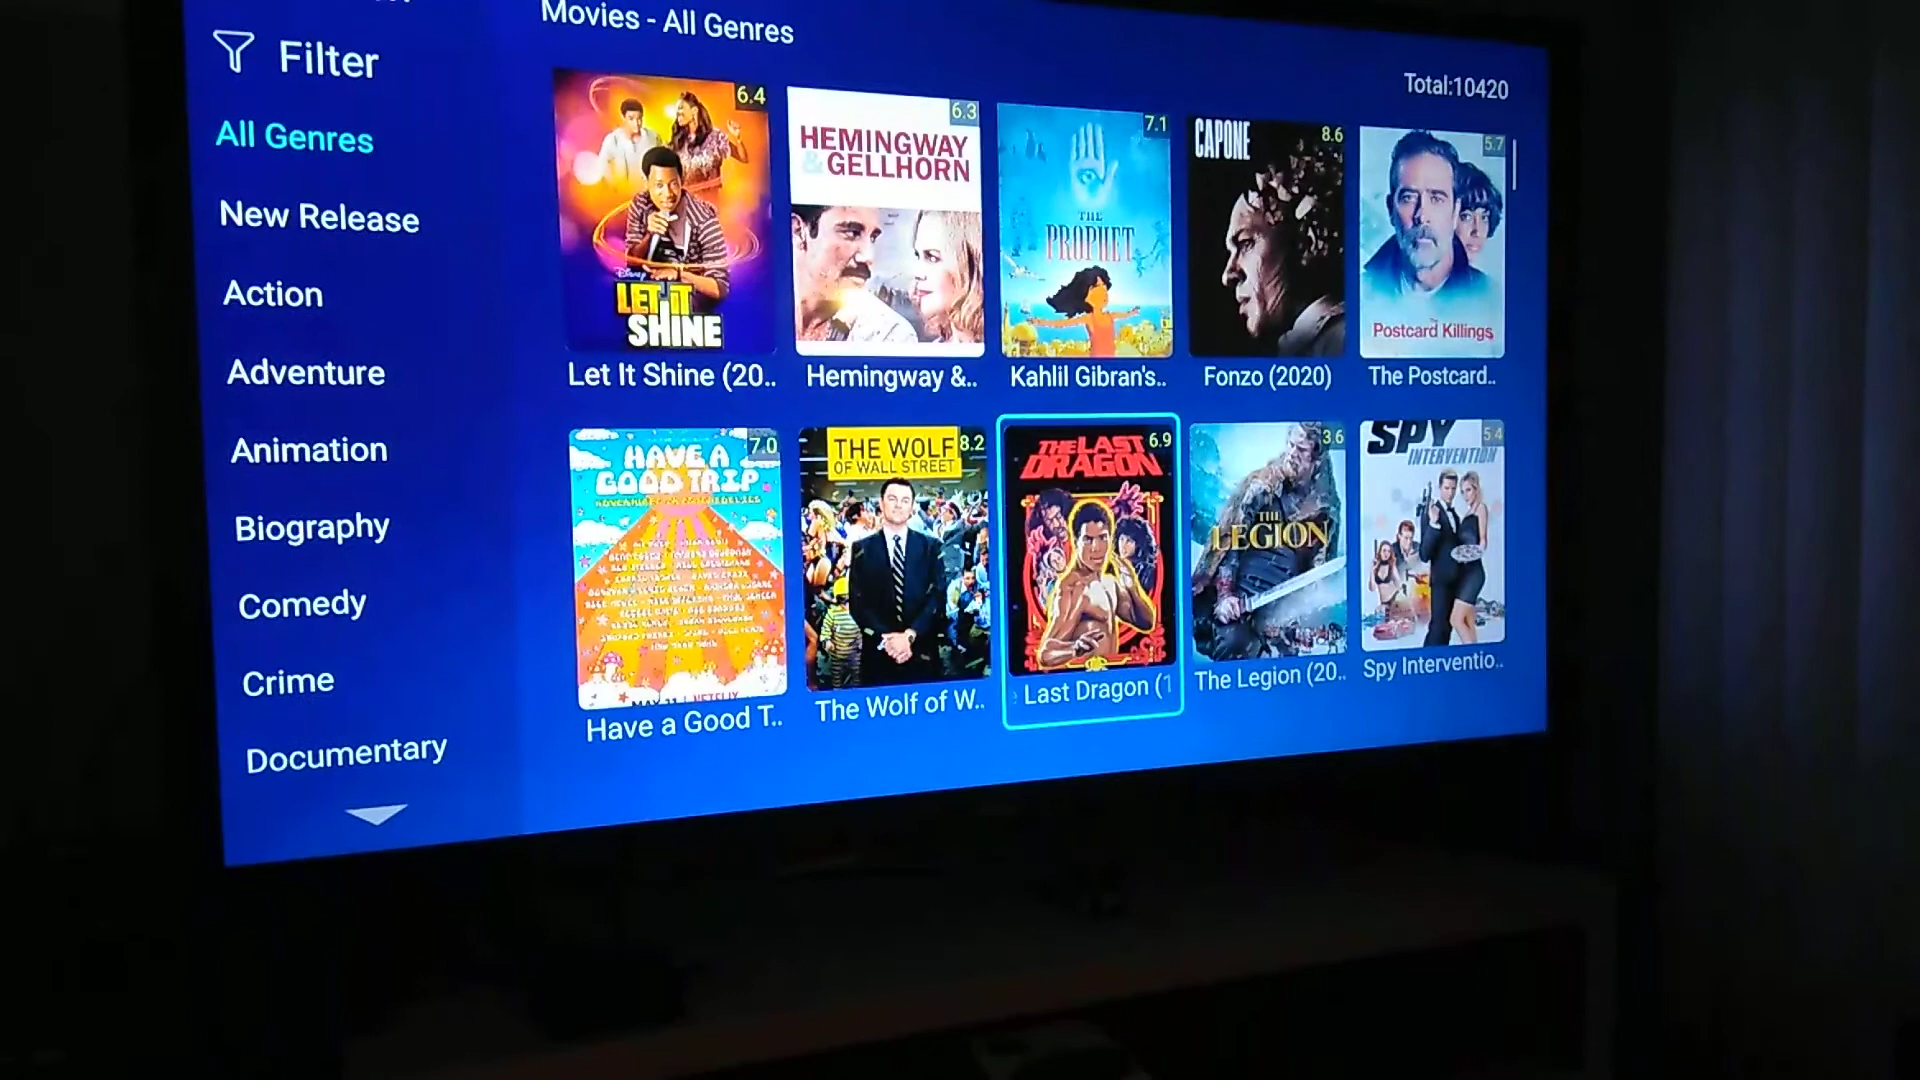 Movies - All Genres
Filter
Total:10420
All Genres
New Release
Action
Adventure
Animation
Biography
Comedy
Crime
Documentary
6.4
Disney
LET IT
SHINE
Let It Shine (20..
6.3
HEMINGWAY
& GELLHORN
Hemingway &..
7.1
THE
PROPHET
Kahlil Gibran's..
CAPONE
8.6
Fonzo (2020)
5.7
The
Postcard Killings
The Postcard..
7.0
HAVE A
GOOD TRIP
Have a Good T..
THE WOLF
OF WALL STREET
8.2
The Wolf of W..
THE LAST
DRAGON
6.9
Last Dragon (1
3.6
THE
LEGION
The Legion (20..
SPY
INTERVENTION
5.4
Spy Interventio..